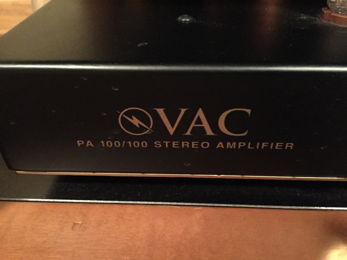 VAC
PA 100/100 STEREO AMPLIFIER